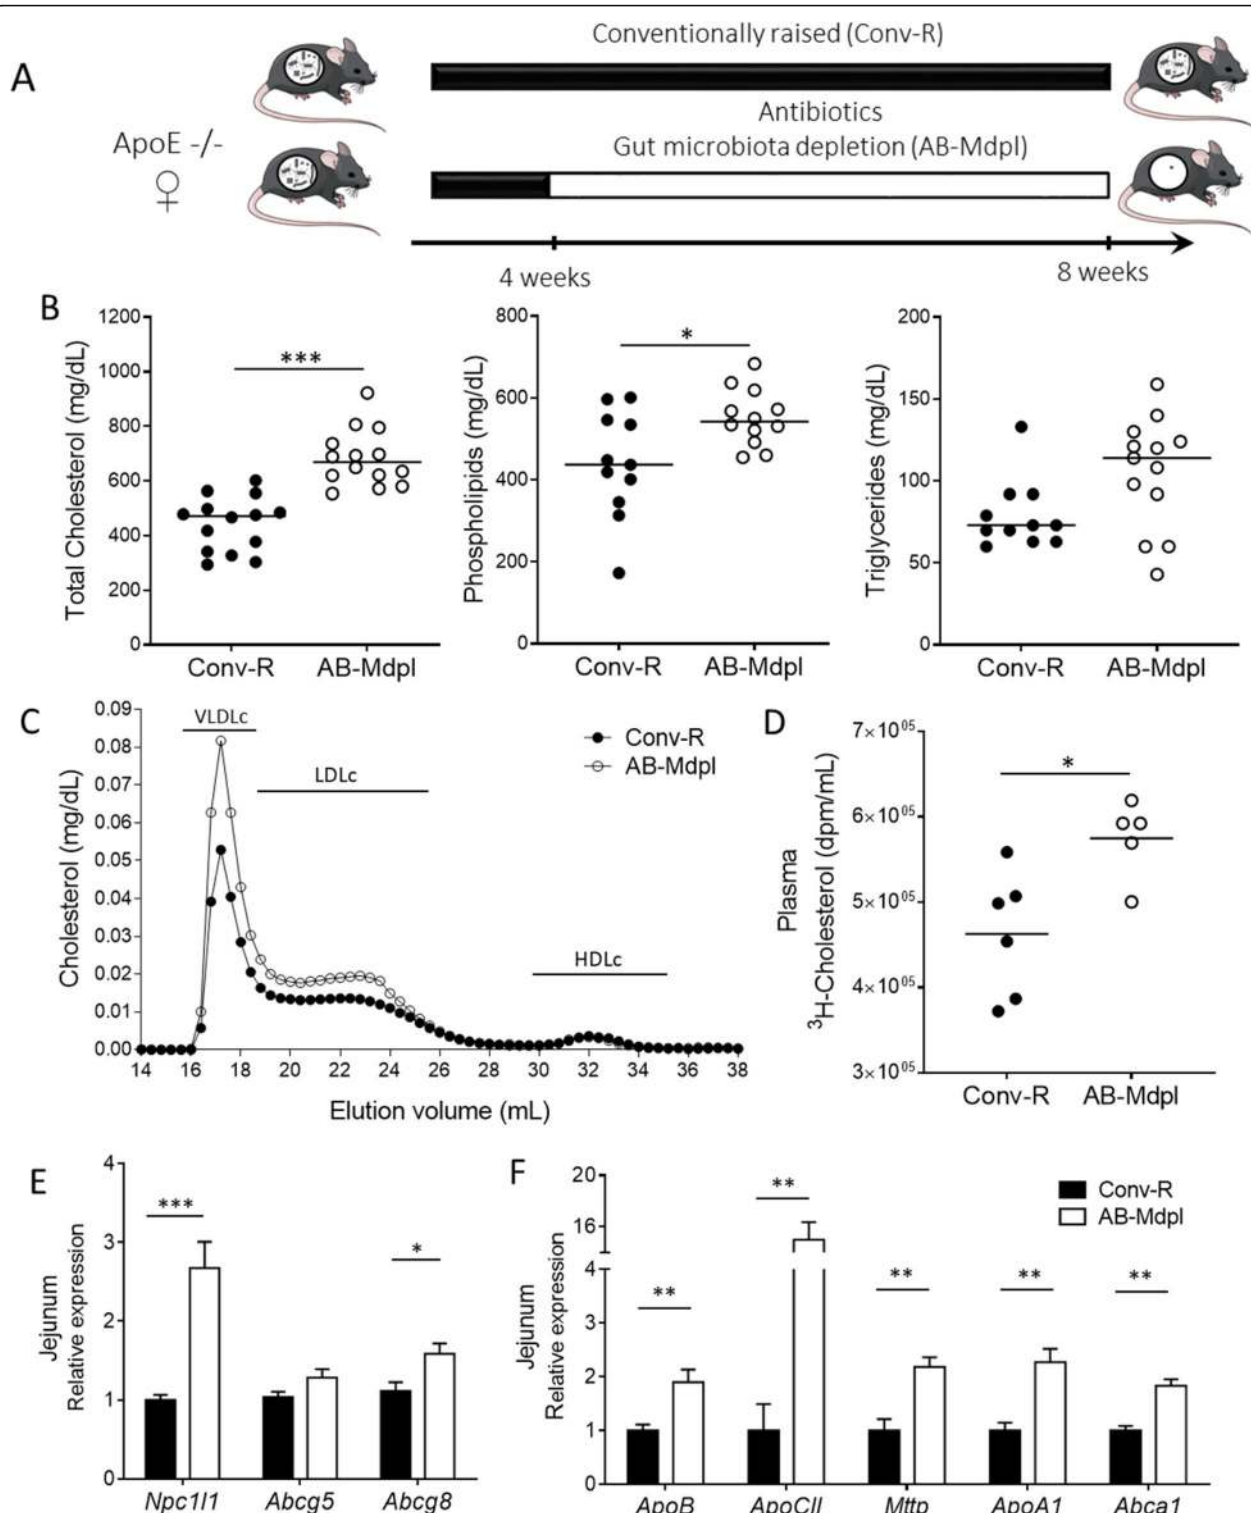 A
Conventionally raised (Conv-R)
Antibiotics
Gut microbiota depletion (AB-Mdpl)
ApoE -/-
♀
4 weeks
8 weeks
B
Total Cholesterol (mg/dL)
1200
1000
800
600
400
200
0
***
Conv-R
AB-Mdpl
Phospholipids (mg/dL)
800
600
400
200
0
*
Conv-R
AB-Mdpl
Triglycerides (mg/dL)
200
150
100
50
0
Conv-R
AB-Mdpl
C
Cholesterol (mg/dL)
0.09
0.08
0.07
0.06
0.05
0.04
0.03
0.02
0.01
0.00
VLDLc
LDLc
HDLc
Conv-R
AB-Mdpl
14 16 18 20 22 24 26 28 30 32 34 36 38
Elution volume (mL)
D
Plasma
³H-Cholesterol (dpm/mL)
7×10⁰⁵
6×10⁰⁵
5×10⁰⁵
4×10⁰⁵
3×10⁰⁵
*
Conv-R
AB-Mdpl
E
Jejunum
Relative expression
4
3
2
1
0
***
*
Npc1l1
Abcg5
Abcg8
F
Jejunum
Relative expression
20
16
4
3
2
1
0
**
**
**
**
**
Conv-R
AB-Mdpl
ApoB
ApoCII
Mttp
ApoA1
Abca1